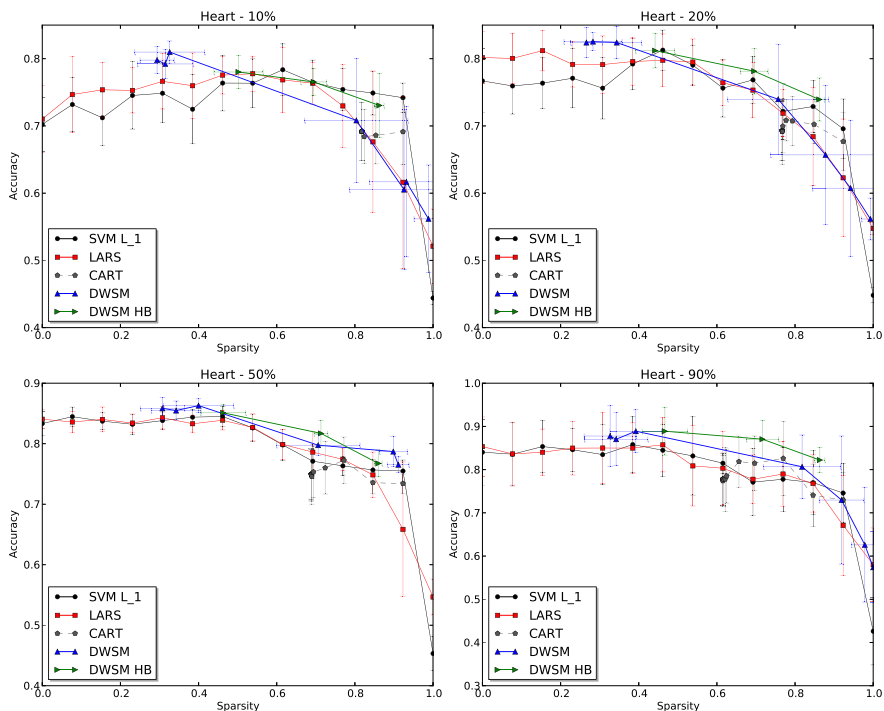 Heart - 10%
0.8
0.7
0.6
0.5
0.4
Accuracy
SVM L_1
LARS
CART
DWSM
DWSM HB
0.0 0.2 0.4 0.6 0.8 1.0
Sparsity
Heart - 20%
0.8
0.7
0.6
0.5
0.4
Accuracy
SVM L_1
LARS
CART
DWSM
DWSM HB
0.0 0.2 0.4 0.6 0.8 1.0
Sparsity
Heart - 50%
0.9
0.8
0.7
0.6
0.5
0.4
Accuracy
SVM L_1
LARS
CART
DWSM
DWSM HB
0.0 0.2 0.4 0.6 0.8 1.0
Sparsity
Heart - 90%
1.0
0.9
0.8
0.7
0.6
0.5
0.4
0.3
Accuracy
SVM L_1
LARS
CART
DWSM
DWSM HB
0.0 0.2 0.4 0.6 0.8 1.0
Sparsity